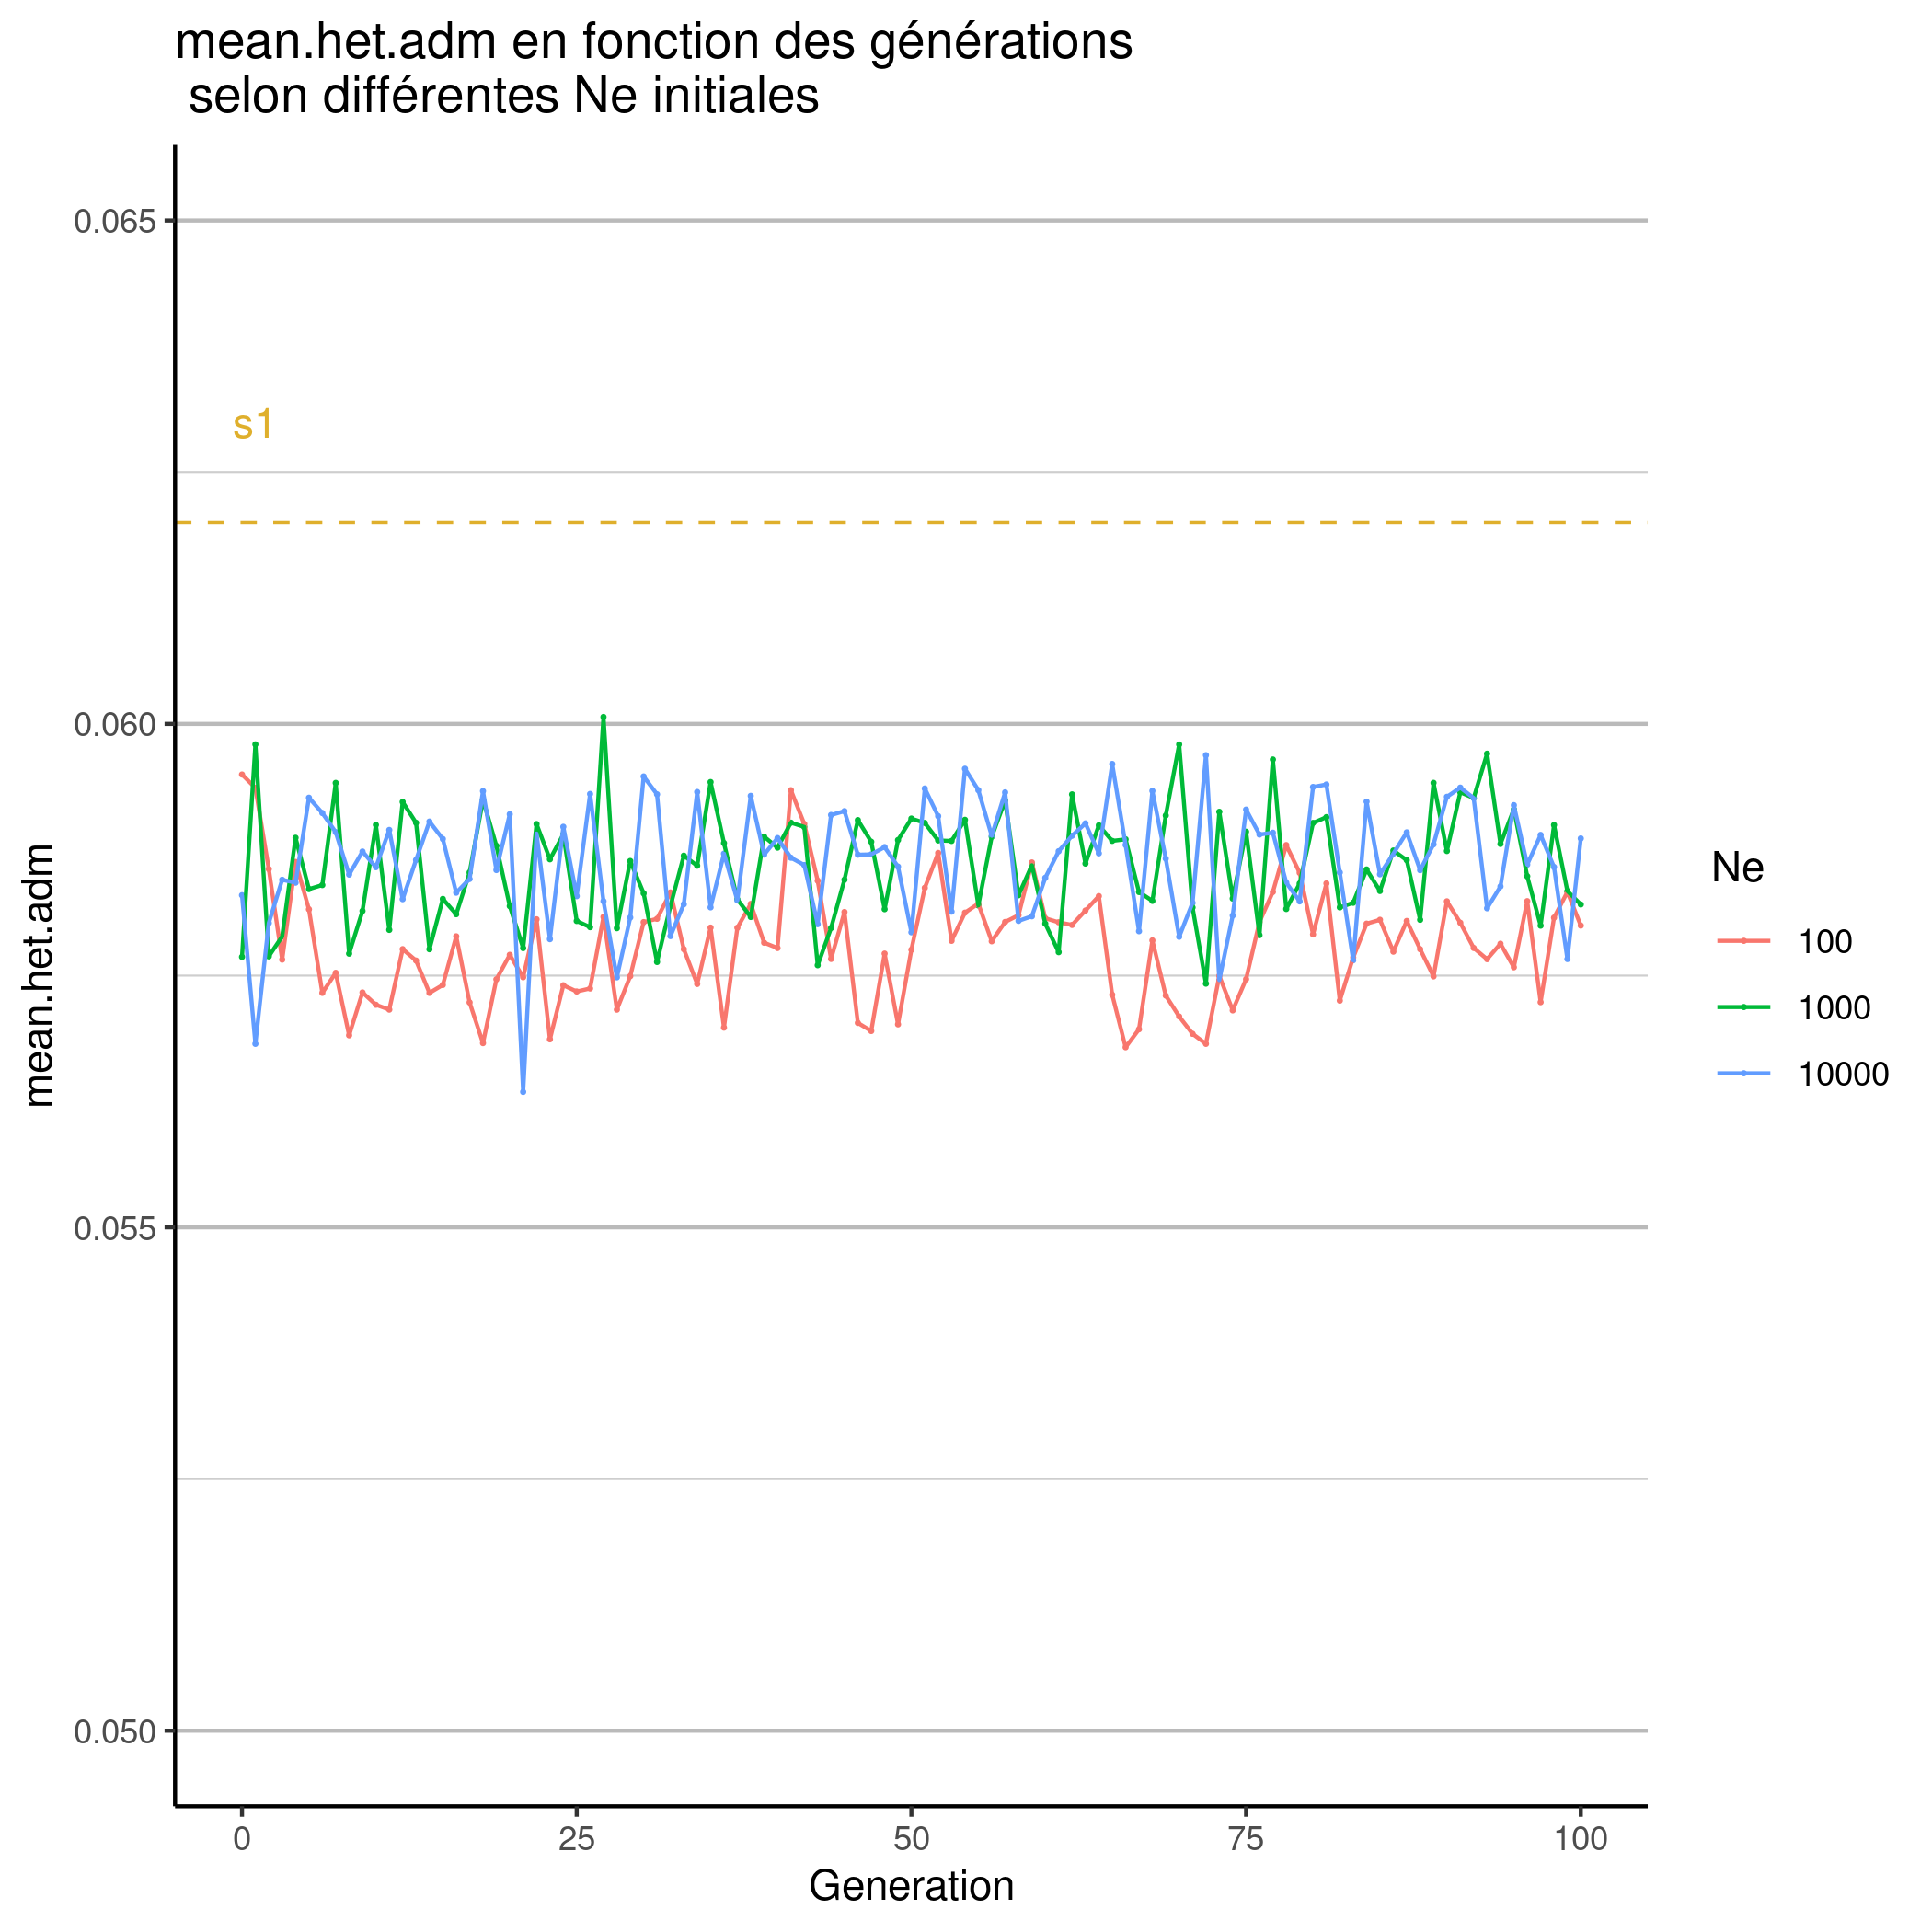 mean.het.adm en fonction des générations
selon différentes Ne initiales
0.065
s1
0.060
0.055
0.050
mean.het.adm
0 25 50 75 100
Generation
Ne
100
1000
10000